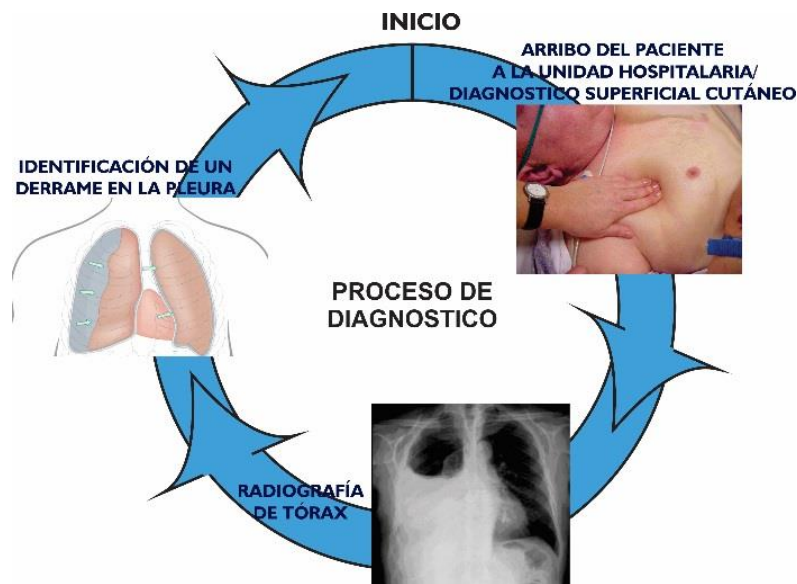 INICIO
ARRIBO DEL PACIENTE
A LA UNIDAD HOSPITALARIA/
DIAGNOSTICO SUPERFICIAL CUTÁNEO
IDENTIFICACIÓN DE UN
DERRAME EN LA PLEURA
PROCESO DE
DIAGNOSTICO
RADIOGRAFÍA
DE TÓRAX